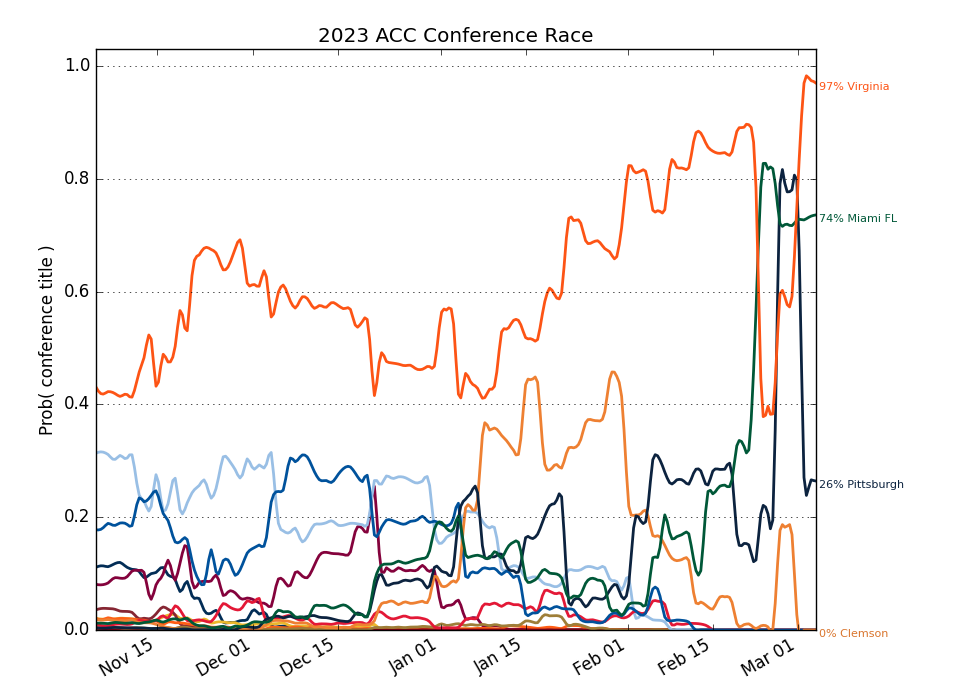 2023 ACC Conference Race
Prob( conference title )
1.0
0.8
0.6
0.4
0.2
0.0
97% Virginia
74% Miami FL
26% Pittsburgh
0% Clemson
Nov 15
Dec 01
Dec 15
Jan 01
Jan 15
Feb 01
Feb 15
Mar 01